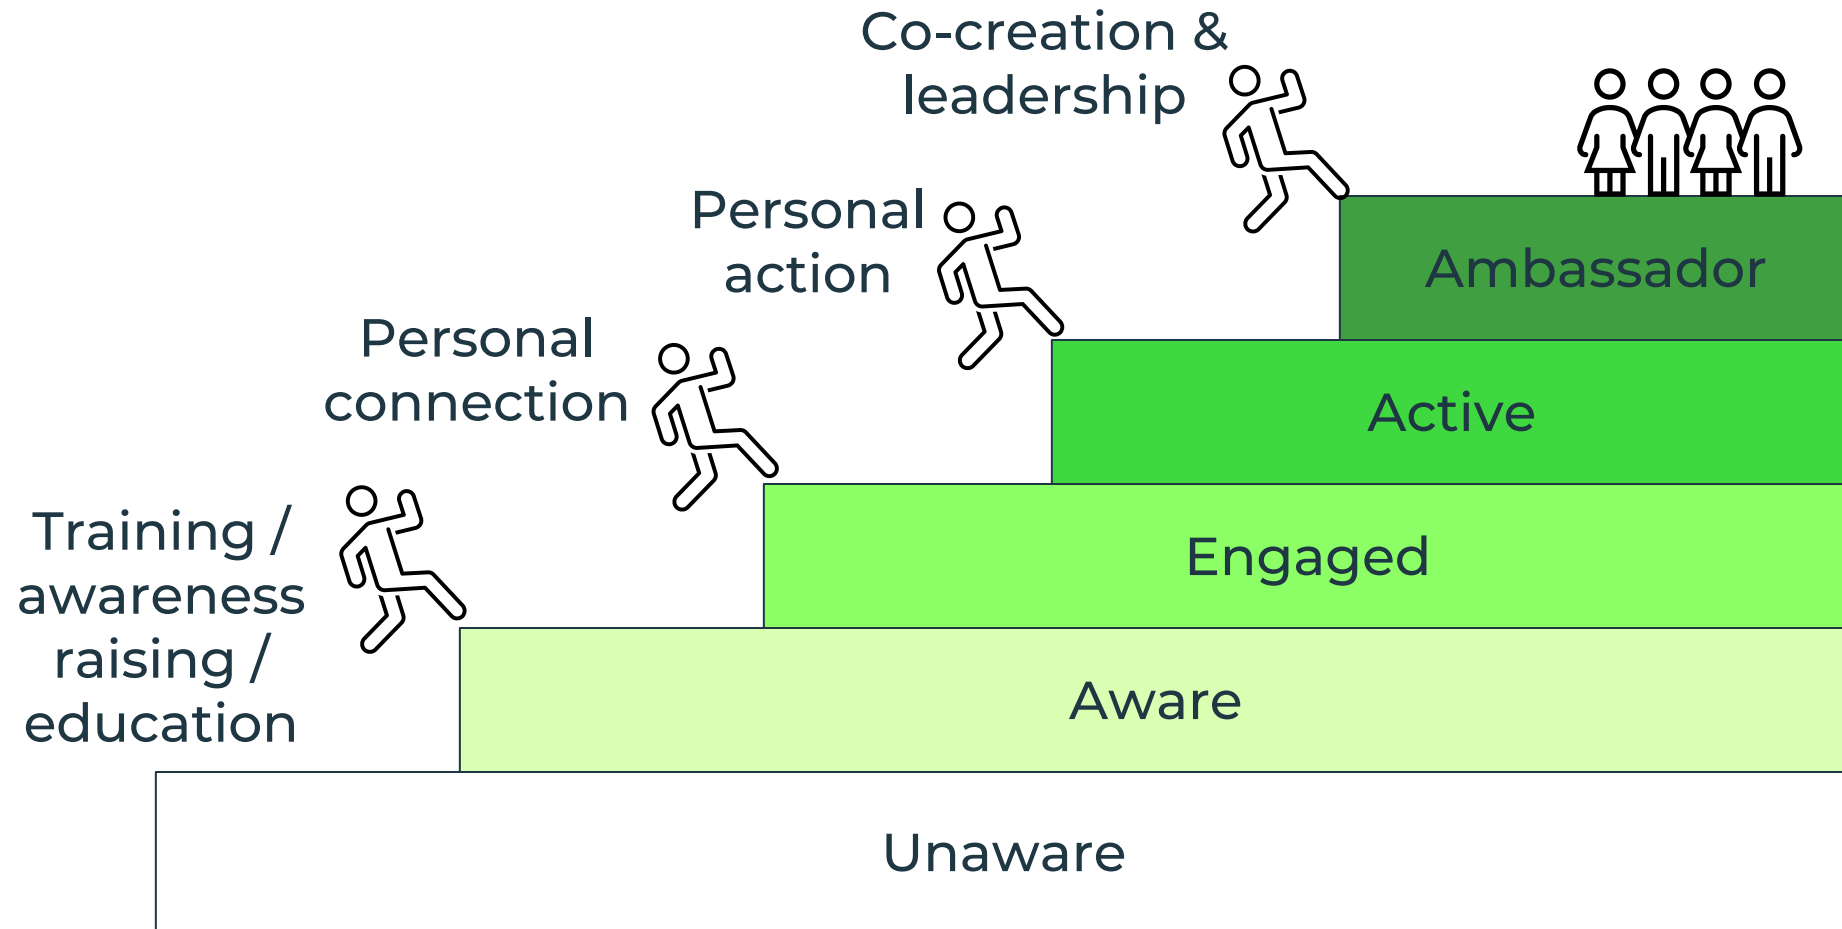 Co-creation &
leadership
Personal
action
Ambassador
Personal
connection
Active
Training /
awareness
raising /
education
Engaged
Aware
Unaware